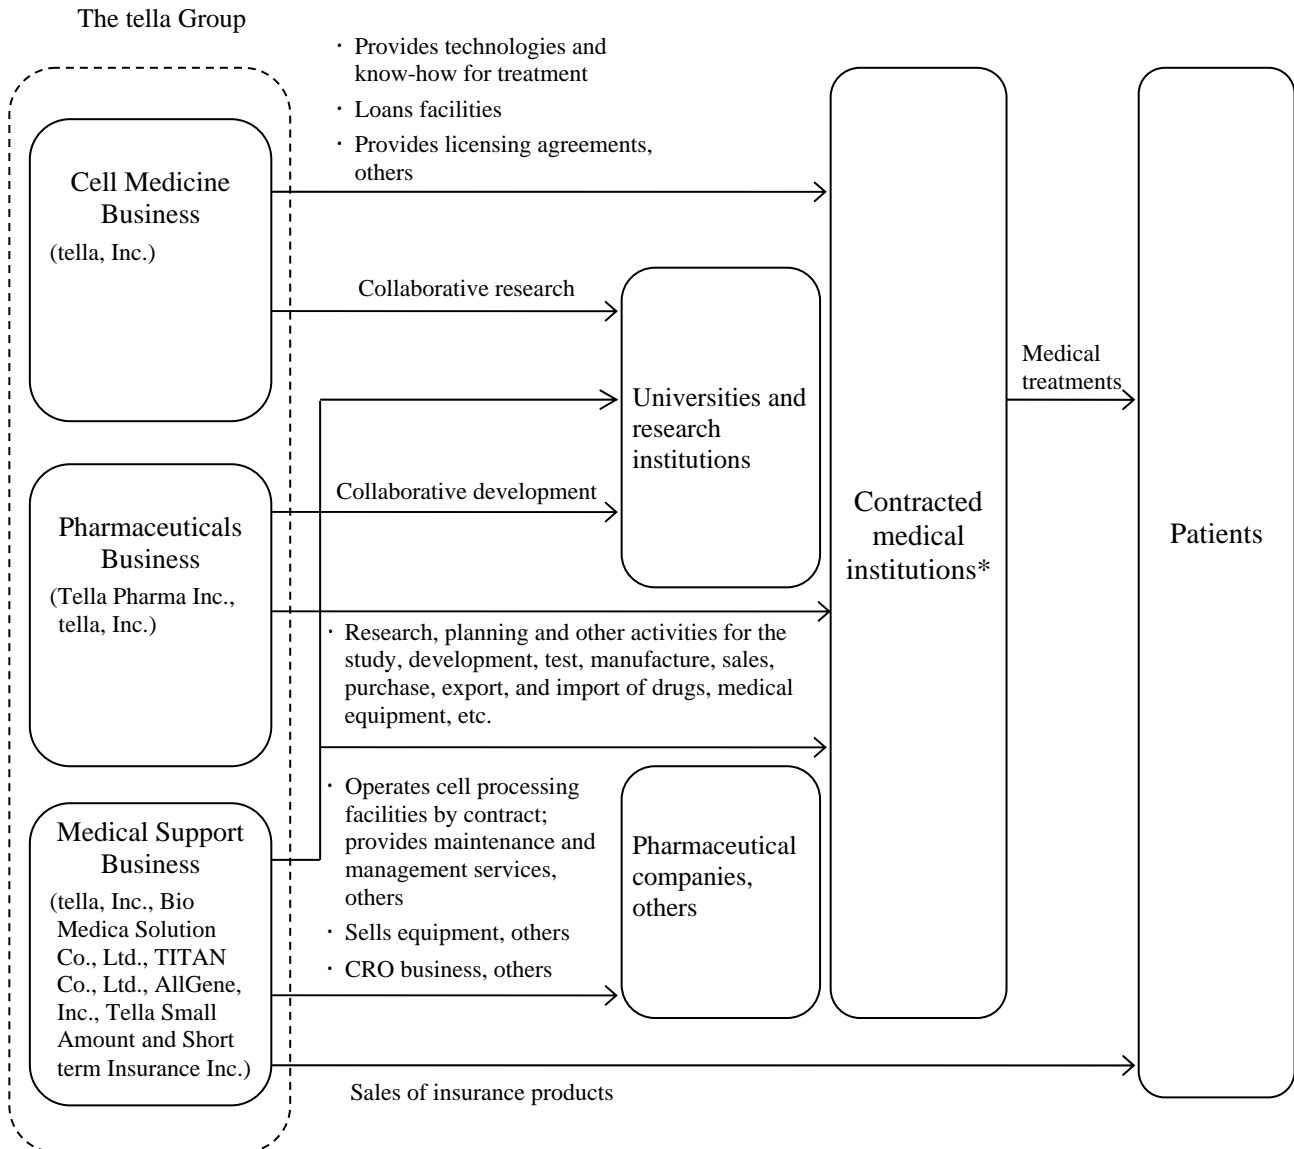 The tella Group
・ Provides technologies and
know-how for treatment
・ Loans facilities
・ Provides licensing agreements,
others
Cell Medicine
Business
(tella, Inc.)
Collaborative research
Medical
treatments
Universities and
research
institutions
Collaborative development
Pharmaceuticals
Business
(Tella Pharma Inc.,
tella, Inc.)
Contracted
medical
institutions*
Patients
・ Research, planning and other activities for the
study, development, test, manufacture, sales,
purchase, export, and import of drugs, medical
equipment, etc.
Medical Support
Business
(tella, Inc., Bio
Medica Solution
Co., Ltd., TITAN
Co., Ltd., AllGene,
Inc., Tella Small
Amount and Short
term Insurance Inc.)
・ Operates cell processing
facilities by contract;
provides maintenance and
management services,
others
・ Sells equipment, others
・ CRO business, others
Pharmaceutical
companies,
others
Sales of insurance products